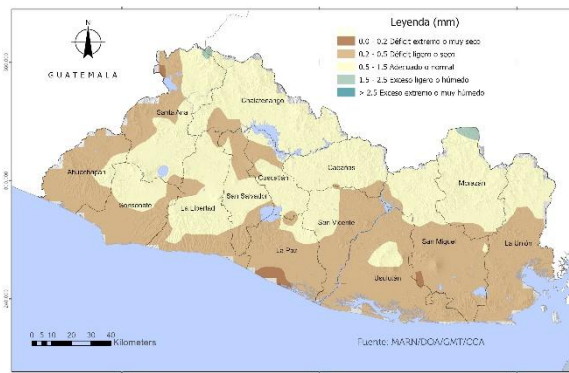 N
GUATEMALA
Leyenda (mm)
0.0 - 0.2 Déficit extremo o muy seco
0.2 - 0.5 Déficit ligero o seco
0.5 - 1.5 Adecuado o normal
1.5 - 2.5 Exceso ligero o húmedo
> 2.5 Exceso extremo o muy húmedo
Chalatenango
Santa Ana
Ahuachapán
Sonsonate
La Libertad
San Salvador
Cuscatlán
Cabañas
Morazán
San Vicente
La Paz
Usulután
San Miguel
La Unión
0 5 10 20 30 40
Kilometers
Fuente: MARN/DOA/GMT/CCA